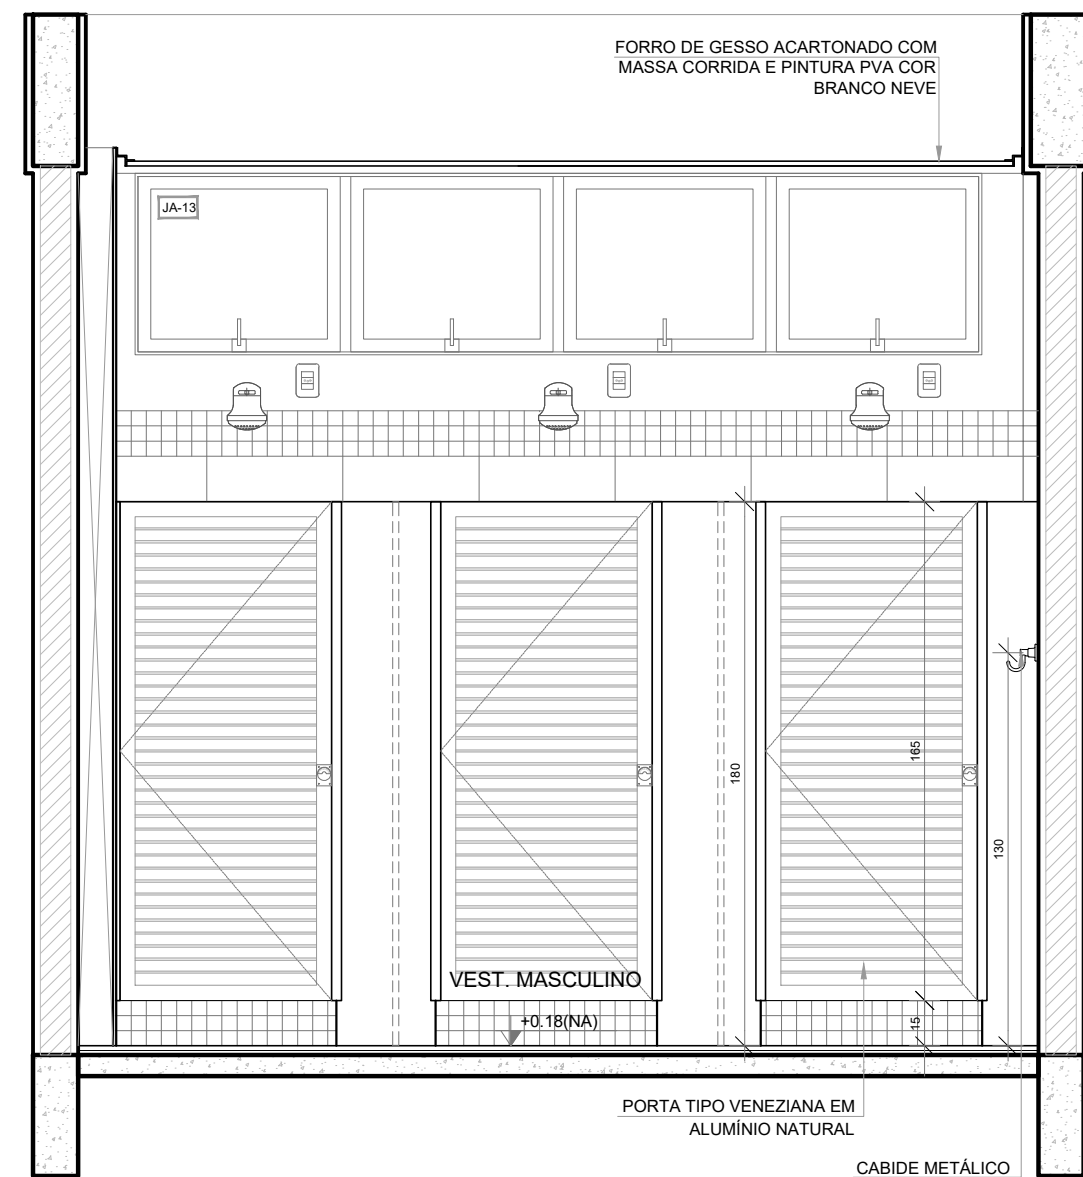 FORRO DE GESSO ACARTONADO COM
MASSA CORRIDA E PINTURA PVA COR
BRANCO NEVE
JA-13
165
180
130
VEST. MASCULINO
+0.18(NA)
15
PORTA TIPO VENEZIANA EM
ALUMÍNIO NATURAL
CABIDE METÁLICO